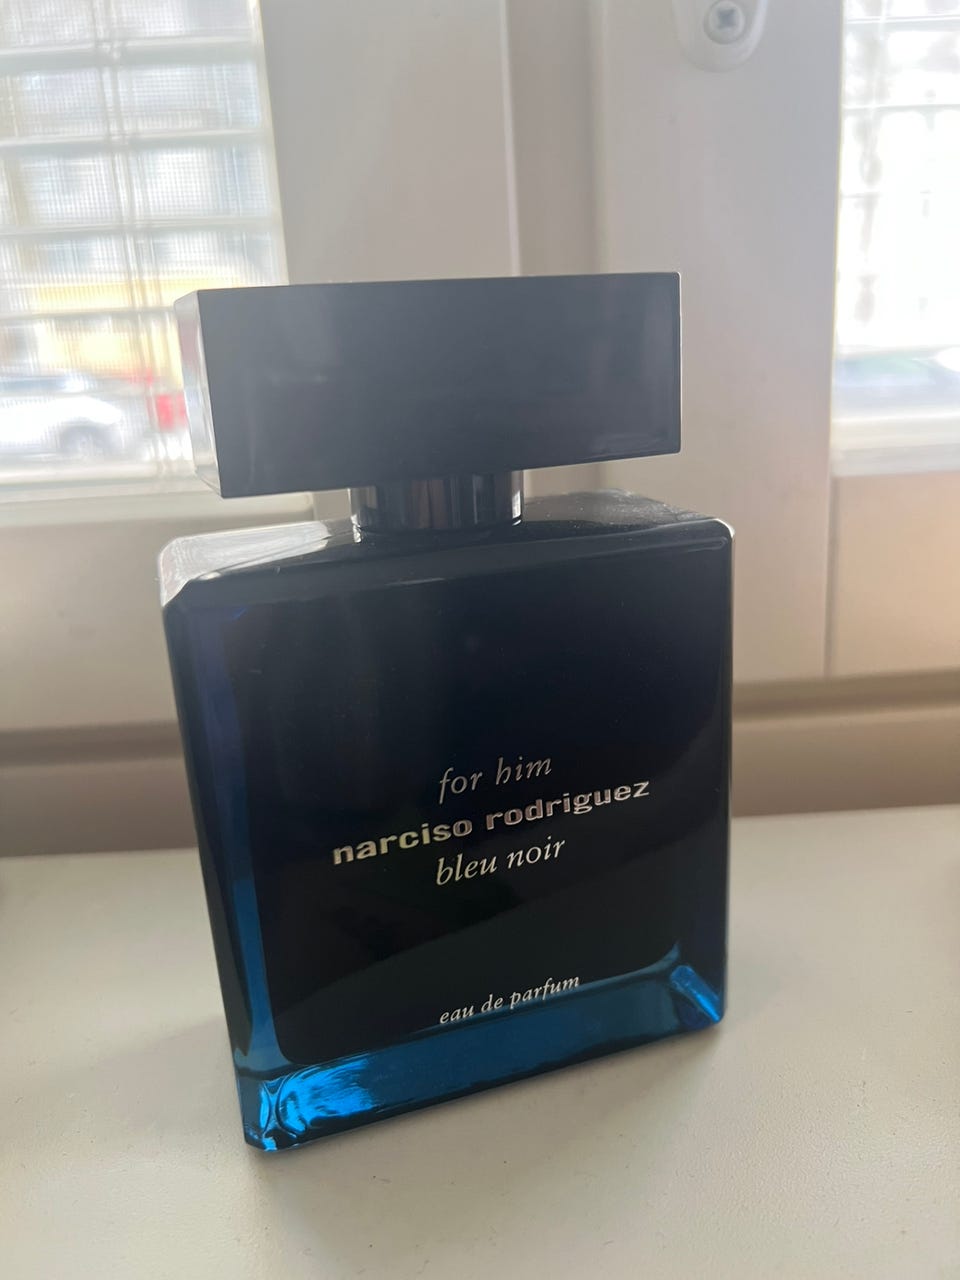 for him
narciso rodriguez
bleu noir
eau de parfum